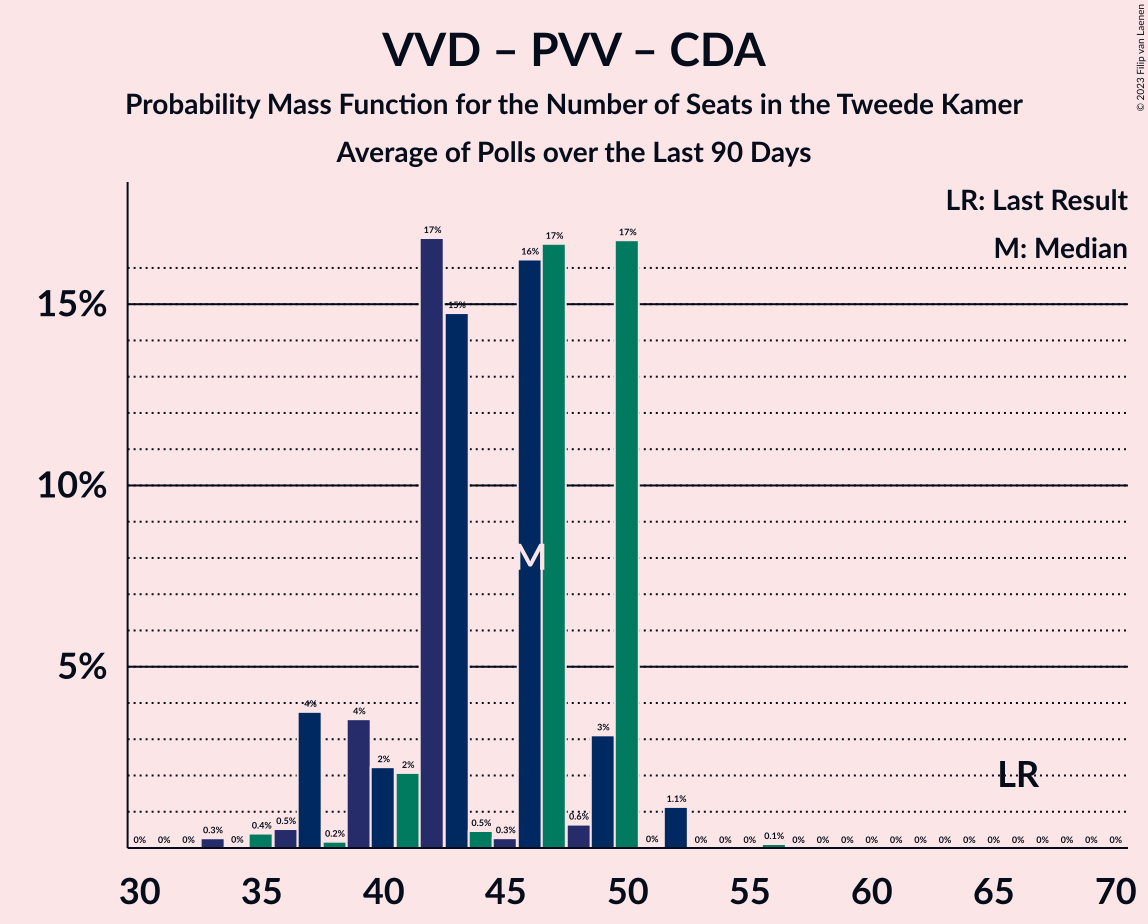 VVD – PVV – CDA
Probability Mass Function for the Number of Seats in the Tweede Kamer
Average of Polls over the Last 90 Days
© 2023 Filip van Laenen
LR: Last Result
M: Median
15%
10%
5%
0% 0% 0% 0.3% 0% 0.4% 0.5% 4% 0.2% 4% 2% 2% 17% 15% 0.5% 0.3% 16% 17% 0.6% 3% 17% 0% 1.1% 0% 0% 0% 0.1% 0% 0% 0% 0% 0% 0% 0% 0% 0% 0% 0% 0% 0% 0%
M
LR
30 35 40 45 50 55 60 65 70